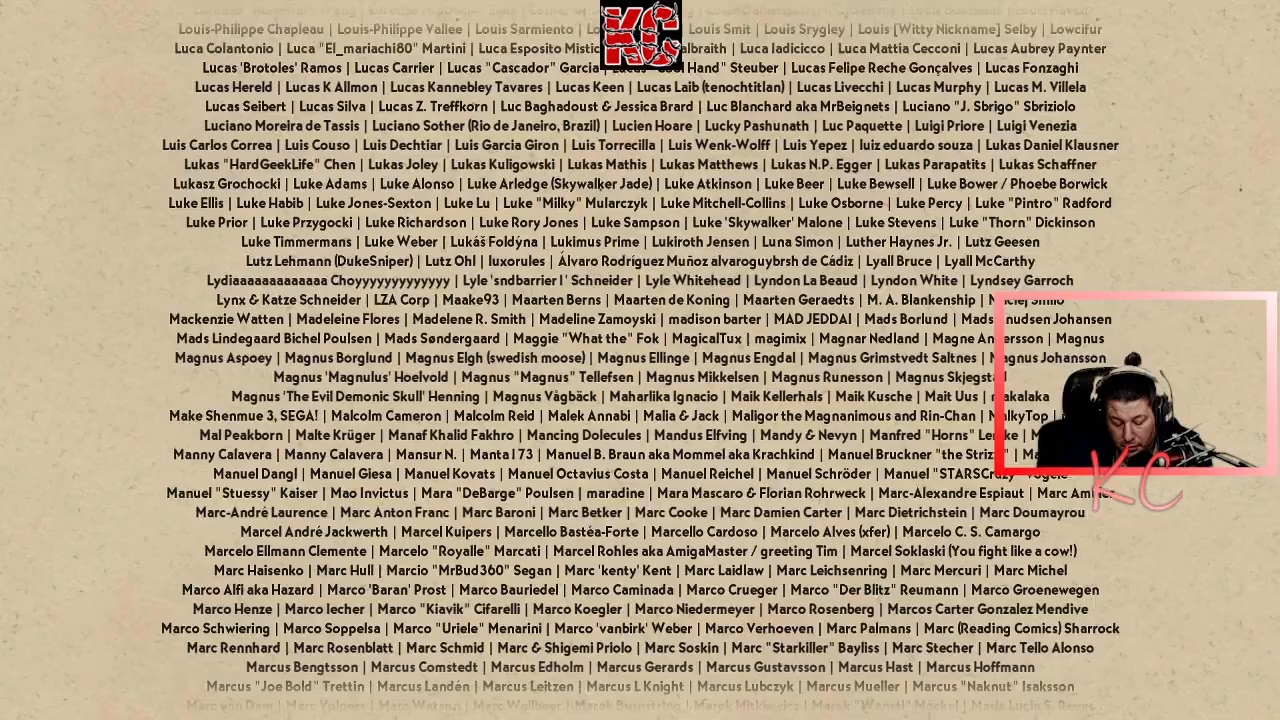 Louis-Philippe Chapleau | Louis-Philippe Vallee | Louis Sarmiento | Louis Smit | Louis Srygley | Louis [Witty Nickname] Selby | Lowcifur
KC
Luca Colantonio | Luca "El_mariachi80" Martini | Luca Esposito albraith | Luca Iadicicco | Luca Mattia Cecconi | Lucas Aubrey Paynter
Lucas 'Brotoles' Ramos | Lucas Carrier | Lucas "Cascador" Garcia Hand" Steuber | Lucas Felipe Reche Gonçalves | Lucas Fonzaghi
Lucas Hereld | Lucas K Allmon | Lucas Kannebley Tavares | Lucas Keen | Lucas Laib (tenochtitlan) | Lucas Livecchi | Lucas Murphy | Lucas M. Villela
Lucas Seibert | Lucas Silva | Lucas Z. Treffkorn | Luc Baghadoust & Jessica Brard | Luc Blanchard aka MrBeignets | Luciano "J. Sbrigo" Sbriziolo
Luciano Moreira de Tassis | Luciano Sother (Rio de Janeiro, Brazil) | Lucien Hoare | Lucky Pashunath | Luc Paquette | Luigi Priore | Luigi Venezia
Luis Carlos Correa | Luis Couso | Luis Dechtiar | Luis Garcia Giron | Luis Torrecilla | Luis Wenk-Wolff | Luis Yepez | luiz eduardo souza | Lukas Daniel Klausner
Lukas "HardGeekLife" Chen | Lukas Joley | Lukas Kuligowski | Lukas Mathis | Lukas Matthews | Lukas N.P. Egger | Lukas Parapatits | Lukas Schaffner
Lukasz Grochocki | Luke Adams | Luke Alonso | Luke Arledge (Skywalker Jade) | Luke Atkinson | Luke Beer | Luke Bewsell | Luke Bower / Phoebe Borwick
Luke Ellis | Luke Habib | Luke Jones-Sexton | Luke Lu | Luke "Milky" Mularczyk | Luke Mitchell-Collins | Luke Osborne | Luke Percy | Luke "Pintro" Radford
Luke Prior | Luke Przygocki | Luke Richardson | Luke Rory Jones | Luke Sampson | Luke 'Skywalker' Malone | Luke Stevens | Luke "Thorn" Dickinson
Luke Timmermans | Luke Weber | Lukáš Foldýna | Lukimus Prime | Lukiroth Jensen | Luna Simon | Luther Haynes Jr. | Lutz Geesen
Lutz Lehmann (DukeSniper) | Lutz Ohl | luxorules | Álvaro Rodríguez Muñoz alvaroguybrsh de Cádiz | Lyall Bruce | Lyall McCarthy
Lydiaaaaaaaaaaaa Choyyyyyyyyyyyyy | Lyle 'sndbarrier1' Schneider | Lyle Whitehead | Lyndon La Beaud | Lyndon White | Lyndsey Garroch
Lynx & Katze Schneider | LZA Corp | Maake93 | Maarten Berns | Maarten de Koning | Maarten Geraedts | M. A. Blankenship |
Mackenzie Watten | Madeleine Flores | Madelene R. Smith | Madeline Zamoyski | madison barter | MAD JEDDAI | Mads Borlund | Mads Knudsen Johansen
Mads Lindegaard Bichel Poulsen | Mads Søndergaard | Maggie "What the" Fok | MagicalTux | magimix | Magnar Nedland | Magne Andersson | Magnus
Magnus Aspoey | Magnus Borglund | Magnus Elgh (swedish moose) | Magnus Ellinge | Magnus Engdal | Magnus Grimstvedt Saltnes | Magnus Johansson
Magnus 'Magnulus' Hoelvold | Magnus "Magnus" Tellefsen | Magnus Mikkelsen | Magnus Runesson | Magnus
Magnus 'The Evil Demonic Skull' Henning | Magnus Vågbäck | Maharlika Ignacio | Maik Kellerhals | Maik Kusche | Mait Uus | makalaka
Make Shenmue 3, SEGA! | Malcolm Cameron | Malcolm Reid | Malek Annabi | Malia & Jack | Maligor the Magnanimous and Rin-Chan | MalkyTop |
Mal Peakborn | Malte Krüger | Manaf Khalid Fakhro | Mancing Dolecules | Mandus Elfving | Mandy & Nevyn | Manfred "Horns"
Manny Calavera | Manny Calavera | Mansur N. | Manta173 | Manuel B. Braun aka Mommel aka Krachkind | Manuel Bruckner "the
Manuel Dangl | Manuel Giesa | Manuel Kovats | Manuel Octavius Costa | Manuel Reichel | Manuel Schröder | Manuel
KC
Manuel "Stuessy" Kaiser | Mao Invictus | Mara "DeBarge" Poulsen | maradine | Mara Mascaro & Florian Rohrweck | Marc-Alexandre Espiaut | Marc
Marc-André Laurence | Marc Anton Franc | Marc Baroni | Marc Betker | Marc Cooke | Marc Damien Carter | Marc Dietrichstein | Marc Doumayrou
Marcel André Jackwerth | Marcel Kuipers | Marcello Bastéa-Forte | Marcello Cardoso | Marcelo Alves (xfer) | Marcelo C. S. Camargo
Marcelo Ellmann Clemente | Marcelo "Royalle" Marcati | Marcel Rohles aka AmigaMaster / greeting Tim | Marcel Soklaski (You fight like a cow!)
Marc Haisenko | Marc Hull | Marcio "MrBud360" Segan | Marc 'kenty' Kent | Marc Laidlaw | Marc Leichsenring | Marc Mercuri | Marc Michel
Marco Alfi aka Hazard | Marco 'Baran' Prost | Marco Bauriedel | Marco Caminada | Marco Crueger | Marco "Der Blitz" Reumann | Marco Groenewegen
Marco Henze | Marco lecher | Marco "Kiavik" Cifarelli | Marco Koegler | Marco Niedermeyer | Marco Rosenberg | Marcos Carter Gonzalez Mendive
Marco Schwiering | Marco Soppelsa | Marco "Uriele" Menarini | Marco 'vanbirk' Weber | Marco Verhoeven | Marc Palmans | Marc (Reading Comics) Sharrock
Marc Rennhard | Marc Rosenblatt | Marc Schmid | Marc & Shigemi Priolo | Marc Soskin | Marc "Starkiller" Bayliss | Marc Stecher | Marc Tello Alonso
Marcus Bengtsson | Marcus Comstedt | Marcus Edholm | Marcus Gerards | Marcus Gustavsson | Marcus Hast | Marcus Hoffmann
Marcus "Joe Bold" Trettin | Marcus Landén | Marcus Leitzen | Marcus L Knight | Marcus Lubczyk | Marcus Mueller | Marcus "Naknut" Isaksson